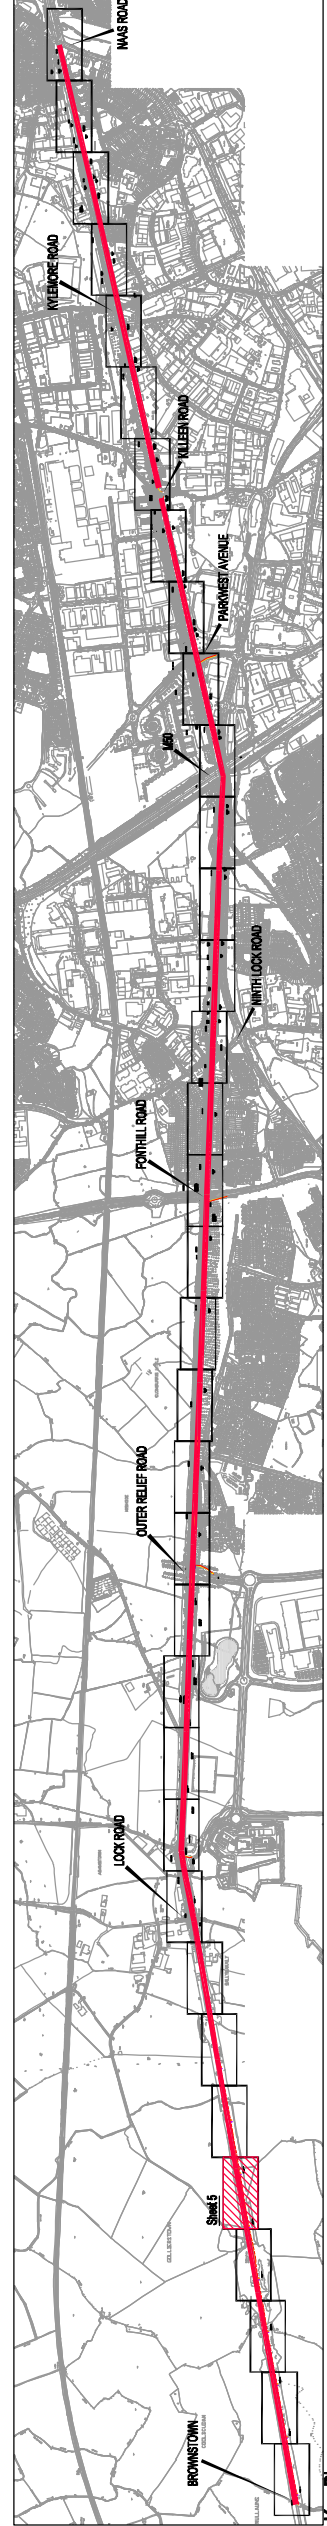 NAAS ROAD
KYLEMORE ROAD
KILLEEN ROAD
PARKWEST AVENUE
M50
NINTH LOCK ROAD
FONTHILL ROAD
OUTER RELIEF ROAD
LOCK ROAD
Sheet 5
BROWNSTOWN